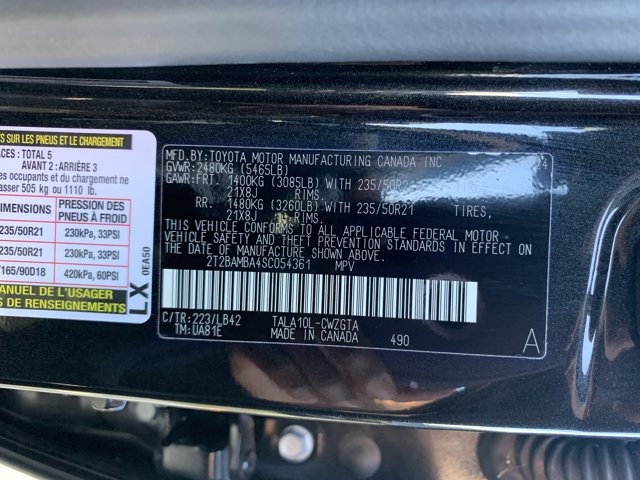 S SUR LES PNEUS ET LE CHARGEMENT
ACES : TOTAL 5
AVANT 2 : ARRIÈRE 3
des occupants et du chargement ne
asser 505 kg ou 1110 lb.
DIMENSIONS
PRESSION DES PNEUS À FROID
235/50R21 230kPa, 33PSI
235/50R21 230kPa, 33PSI
T165/90D18 420kPa, 60PSI
MANUEL DE L'USAGER
S DE RENSEIGNEMENTS
LX
0EA50
MFD.BY:TOYOTA MOTOR MANUFACTURING CANADA INC
GVWR:2480KG (5465LB)
GAWR:FRT. 1400KG (3085LB) WITH 235/50R21
21X8J RIMS,
RR. 1480KG (3260LB) WITH 235/50R21 TIRES,
21X8J RIMS,
THIS VEHICLE CONFORMS TO ALL APPLICABLE FEDERAL MOTOR
VEHICLE SAFETY AND THEFT PREVENTION STANDARDS IN EFFECT
ON THE DATE OF MANUFACTURE SHOWN ABOVE.
2T2BAMBA4SC054361 MPV
C/TR:223/LB42 TALA10L-CWZGTA
TM:UA81E MADE IN CANADA 490 A